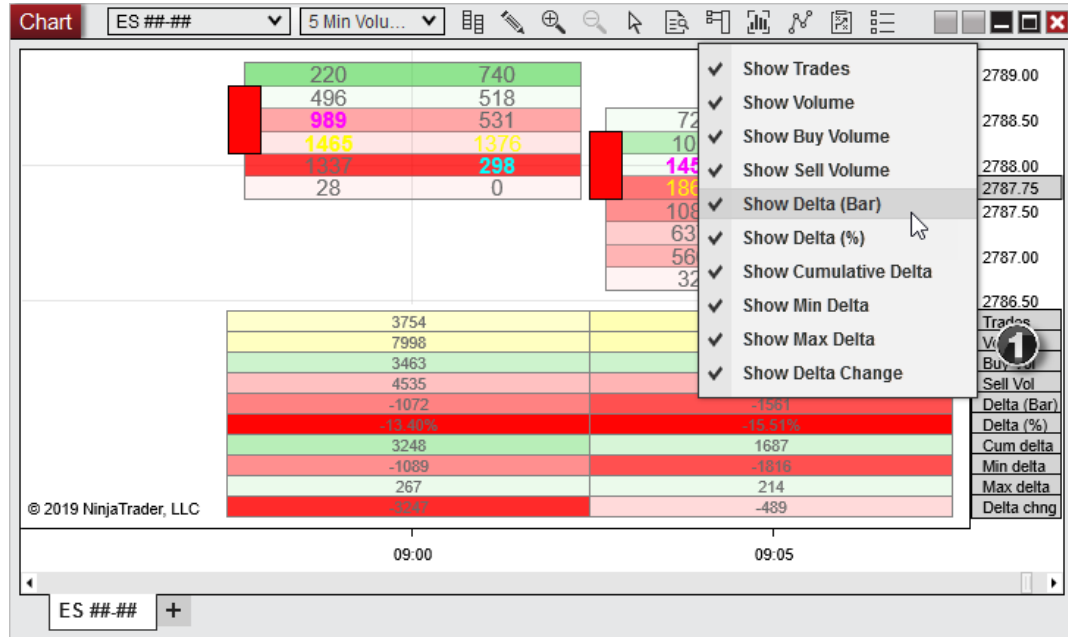 Chart ES ##-## 5 Min Volu...
220 740
496 518
989 531
1465 1376
1337 298
28 0
Show Trades
Show Volume
Show Buy Volume
Show Sell Volume
Show Delta (Bar)
Show Delta (%)
Show Cumulative Delta
Show Min Delta
Show Max Delta
Show Delta Change
2789.00
2788.50
2788.00
2787.75
2787.50
2787.00
2786.50
3754 Trades
7998
1
3463
4535 Sell Vol
-1072 -1561 Delta (Bar)
-13.40% -15.51% Delta (%)
3248 1687 Cum delta
-1089 -1816 Min delta
267 214 Max delta
-3247 -489 Delta chng
© 2019 NinjaTrader, LLC
09:00 09:05
ES ##-## +